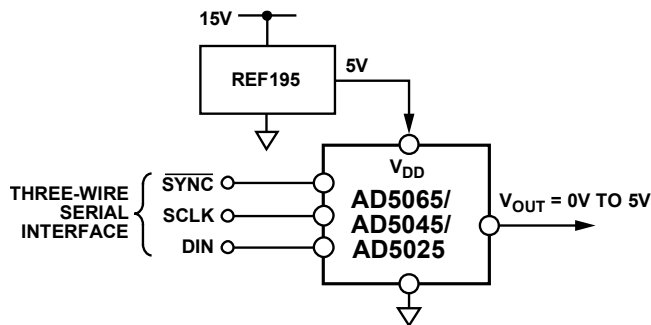 15V
REF195
5V
THREE-WIRE
SERIAL
INTERFACE
SYNC
SCLK
DIN
VDD
AD5065/
AD5045/
AD5025
VOUT = 0V TO 5V